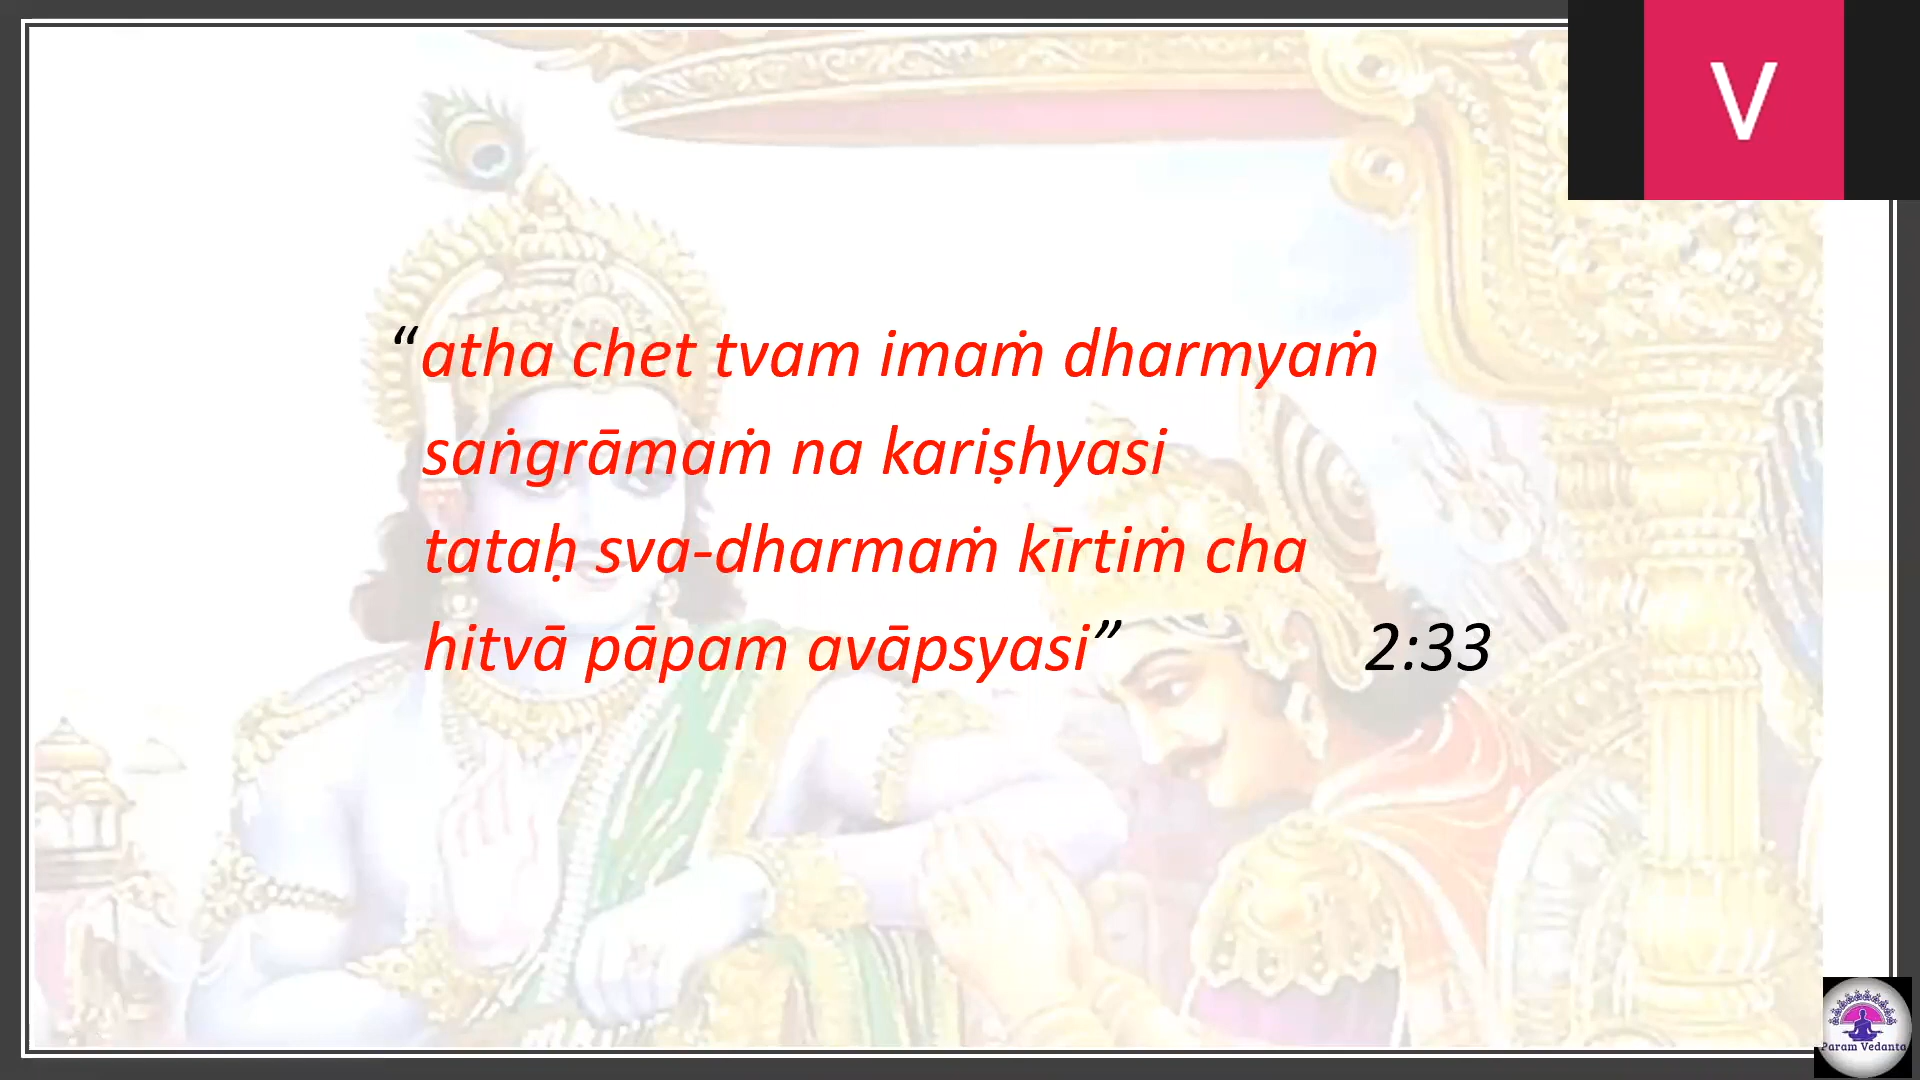 V
“atha chet tvam imaṁ dharmyaṁ
saṅgrāmaṁ na kariṣhyasi
tataḥ sva-dharmaṁ kīrtiṁ cha
hitvā pāpam avāpsyasi” 2:33
Param Vedanta